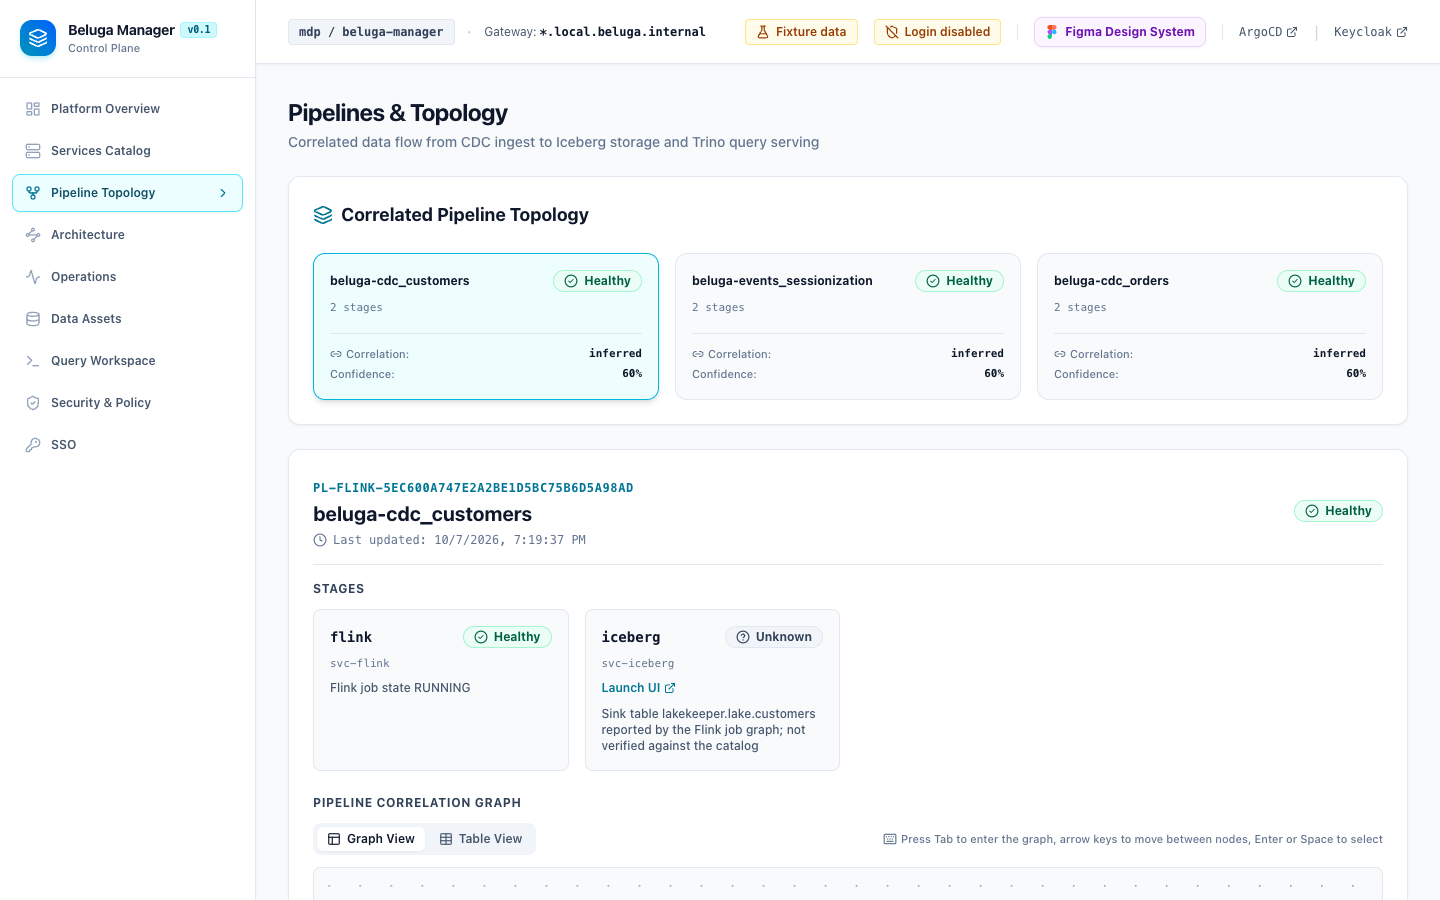 Beluga Manager v0.1
Control Plane
mdp / beluga-manager
Gateway: *.local.beluga.internal
Fixture data
Login disabled
Figma Design System
ArgoCD
Keycloak
Platform Overview
Services Catalog
Pipeline Topology
Architecture
Operations
Data Assets
Query Workspace
Security & Policy
SSO
Pipelines & Topology
Correlated data flow from CDC ingest to Iceberg storage and Trino query serving
Correlated Pipeline Topology
beluga-cdc_customers Healthy
2 stages
Correlation: inferred
Confidence: 60%
beluga-events_sessionization Healthy
2 stages
Correlation: inferred
Confidence: 60%
beluga-cdc_orders Healthy
2 stages
Correlation: inferred
Confidence: 60%
PL-FLINK-5EC600A747E2A2BE1D5BC75B6D5A98AD
beluga-cdc_customers Healthy
Last updated: 10/7/2026, 7:19:37 PM
STAGES
flink Healthy
svc-flink
Flink job state RUNNING
iceberg Unknown
svc-iceberg
Launch UI
Sink table lakekeeper.lake.customers
reported by the Flink job graph; not
verified against the catalog
PIPELINE CORRELATION GRAPH
Graph View
Table View
Press Tab to enter the graph, arrow keys to move between nodes, Enter or Space to select